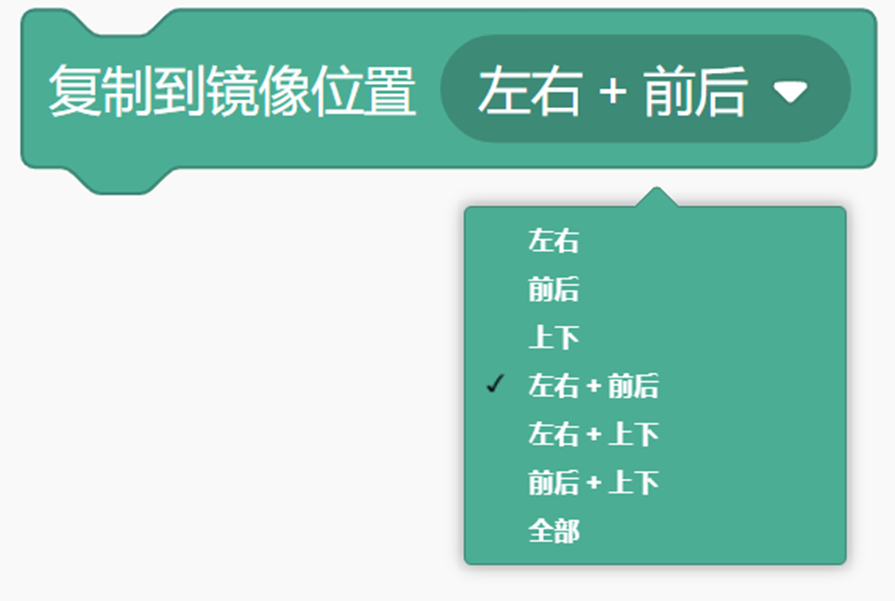 复制到镜像位置 左右 + 前后
左右
前后
上下
左右 + 前后
左右 + 上下
前后 + 上下
全部